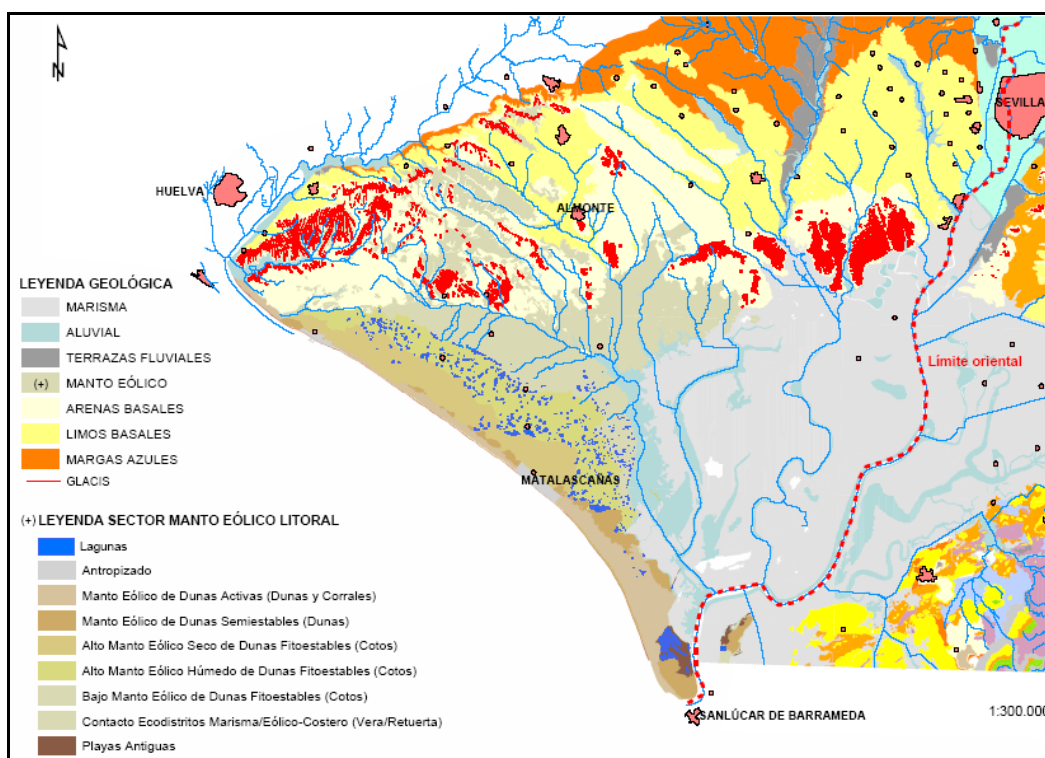 N
SEVILLA
HUELVA
ALMONTE
LEYENDA GEOLÓGICA
MARISMA
ALUVIAL
TERRAZAS FLUVIALES
(+) MANTO EÓLICO
ARENAS BASALES
LIMOS BASALES
MARGAS AZULES
GLACIS
Límite oriental
MATALASCAÑAS
(+) LEYENDA SECTOR MANTO EÓLICO LITORAL
Lagunas
Antropizado
Manto Eólico de Dunas Activas (Dunas y Corrales)
Manto Eólico de Dunas Semiestables (Dunas)
Alto Manto Eólico Seco de Dunas Fitoestables (Cotos)
Alto Manto Eólico Húmedo de Dunas Fitoestables (Cotos)
Bajo Manto Eólico de Dunas Fitoestables (Cotos)
Contacto Ecodistritos Marisma/Eólico-Costero (Vera/Retuerta)
Playas Antiguas
SANLÚCAR DE BARRAMEDA
1:300.000